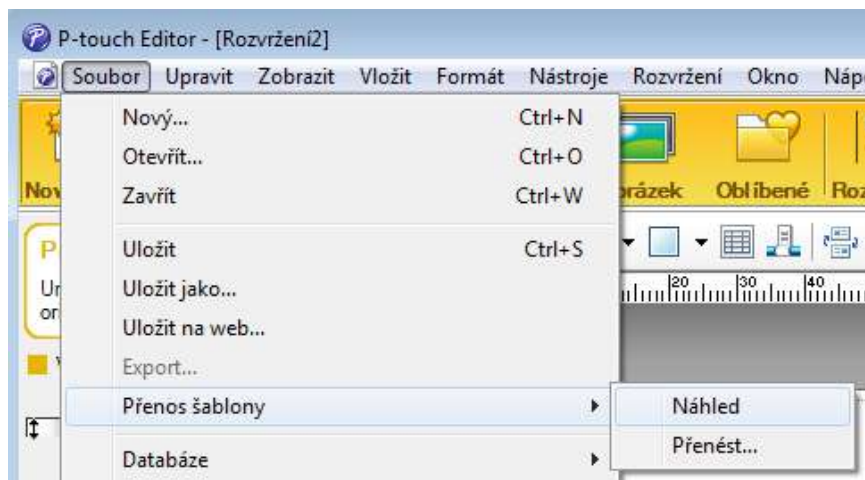 P-touch Editor - [Rozvržení2]
Soubor Upravit Zobrazit Vložit Formát Nástroje Rozvržení Okno
Nový... Ctrl+N
Otevřít... Ctrl+O
Zavřít Ctrl+W
Oblíbené
Uložit Ctrl+S
Uložit jako...
20 30 40
Uložit na web...
Export...
Přenos šablony
Náhled
Přenést...
Databáze